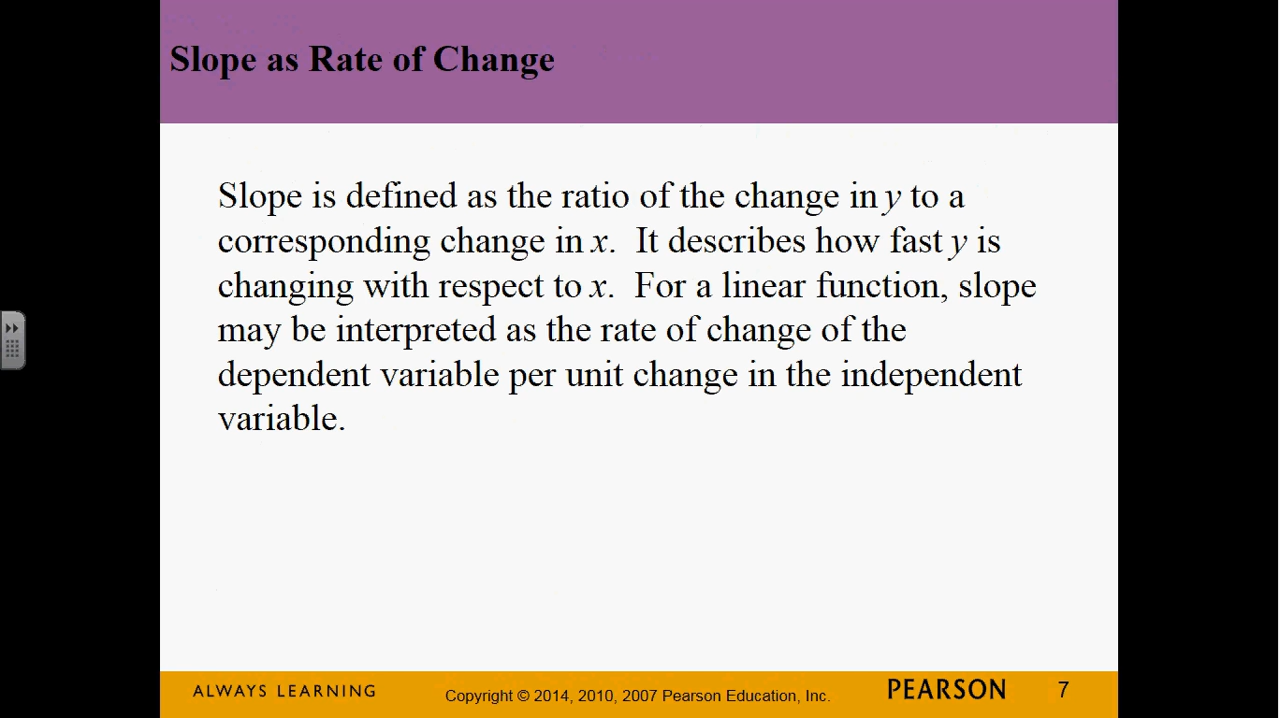 Slope as Rate of Change
Slope is defined as the ratio of the change in y to a
corresponding change in x.  It describes how fast y is
changing with respect to x.  For a linear function, slope
may be interpreted as the rate of change of the
dependent variable per unit change in the independent
variable.
ALWAYS LEARNING
Copyright © 2014, 2010, 2007 Pearson Education, Inc.
PEARSON
7